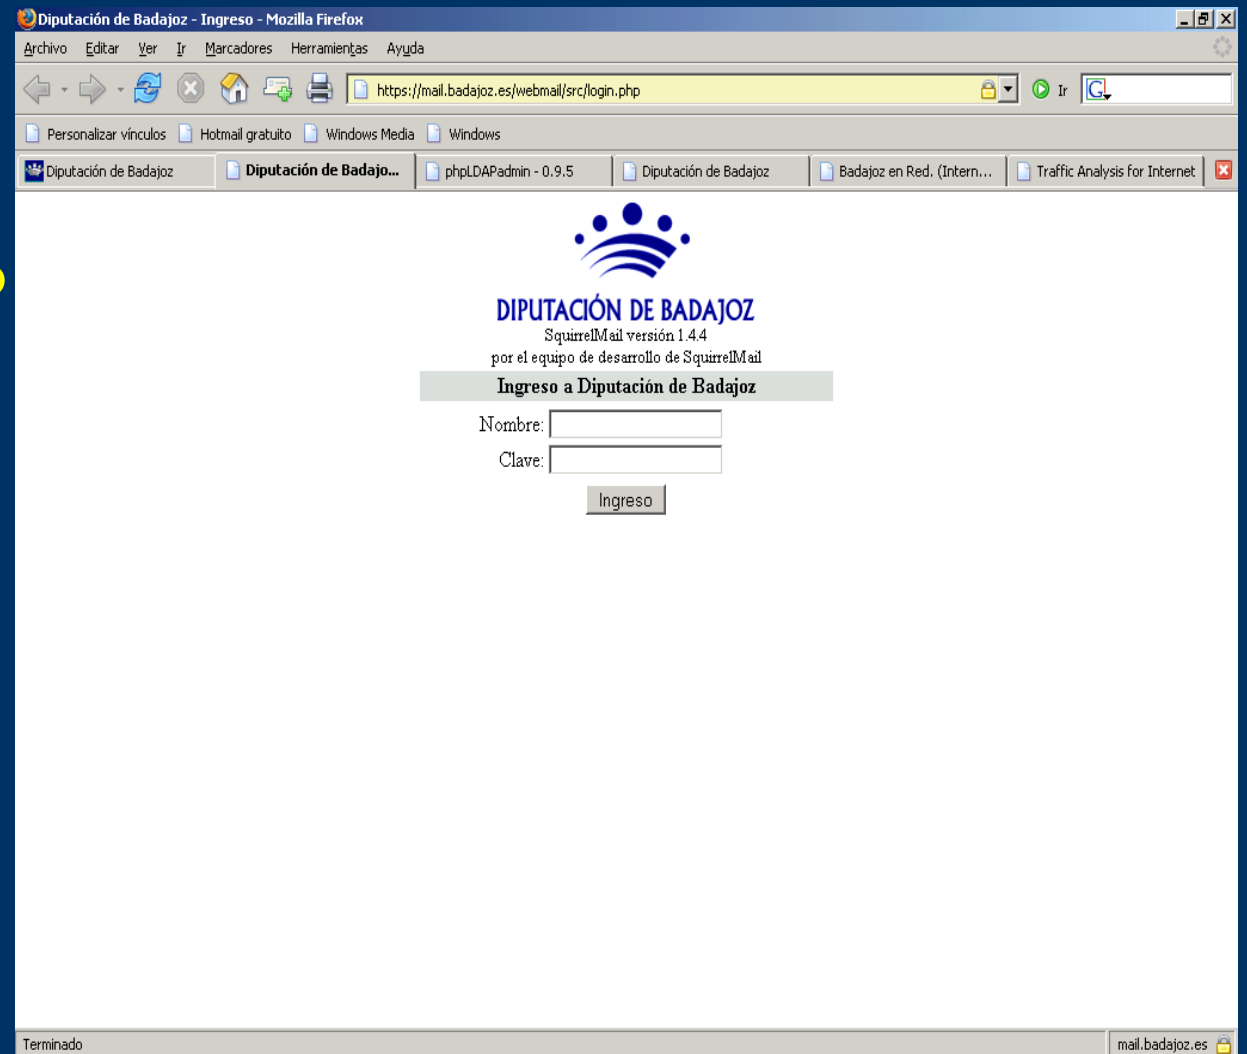 Diputación de Badajoz - Ingreso - Mozilla Firefox
Archivo Editar Ver Ir Marcadores Herramientas Ayuda
https://mail.badajoz.es/webmail/src/login.php Ir G
Personalizar vínculos Hotmail gratuito Windows Media Windows
Diputación de Badajoz Diputación de Badajo... phpLDAPadmin - 0.9.5 Diputación de Badajoz Badajoz en Red. (Intern... Traffic Analysis for Internet
DIPUTACIÓN DE BADAJOZ
SquirrelMail versión 1.4.4
por el equipo de desarrollo de SquirrelMail
Ingreso a Diputación de Badajoz
Nombre:
Clave:
Ingreso
Terminado mail.badajoz.es